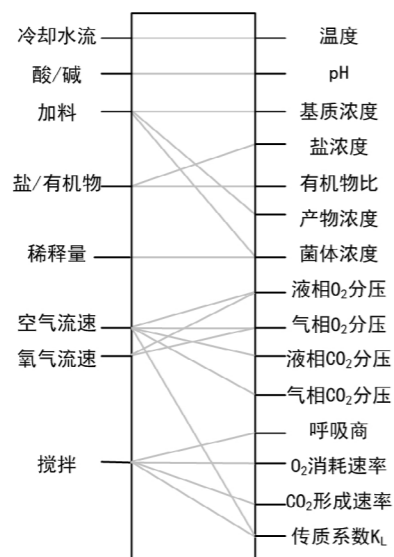 冷却水流
酸/碱
加料
盐/有机物
稀释量
空气流速
氧气流速
搅拌
温度
pH
基质浓度
盐浓度
有机物比
产物浓度
菌体浓度
液相O₂分压
气相O₂分压
液相CO₂分压
气相CO₂分压
呼吸商
O₂消耗速率
CO₂形成速率
传质系数K_L